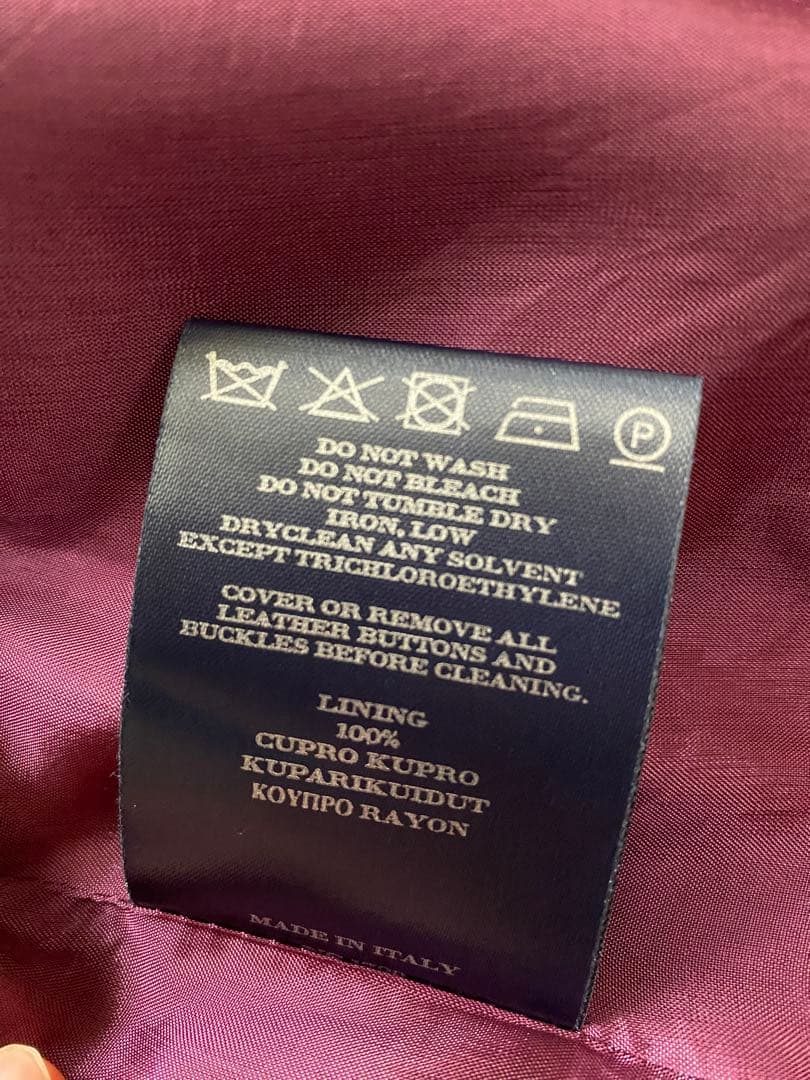 P
DO NOT WASH
DO NOT BLEACH
DO NOT TUMBLE DRY
IRON, LOW
DRYCLEAN ANY SOLVENT
EXCEPT TRICHLOROETHYLENE
COVER OR REMOVE ALL
LEATHER BUTTONS AND
BUCKLES BEFORE CLEANING.
LINING
100%
CUPRO KUPRO
KUPARIKUIDUT
ΚΟΥΠΡΟ RAYON
MADE IN ITALY